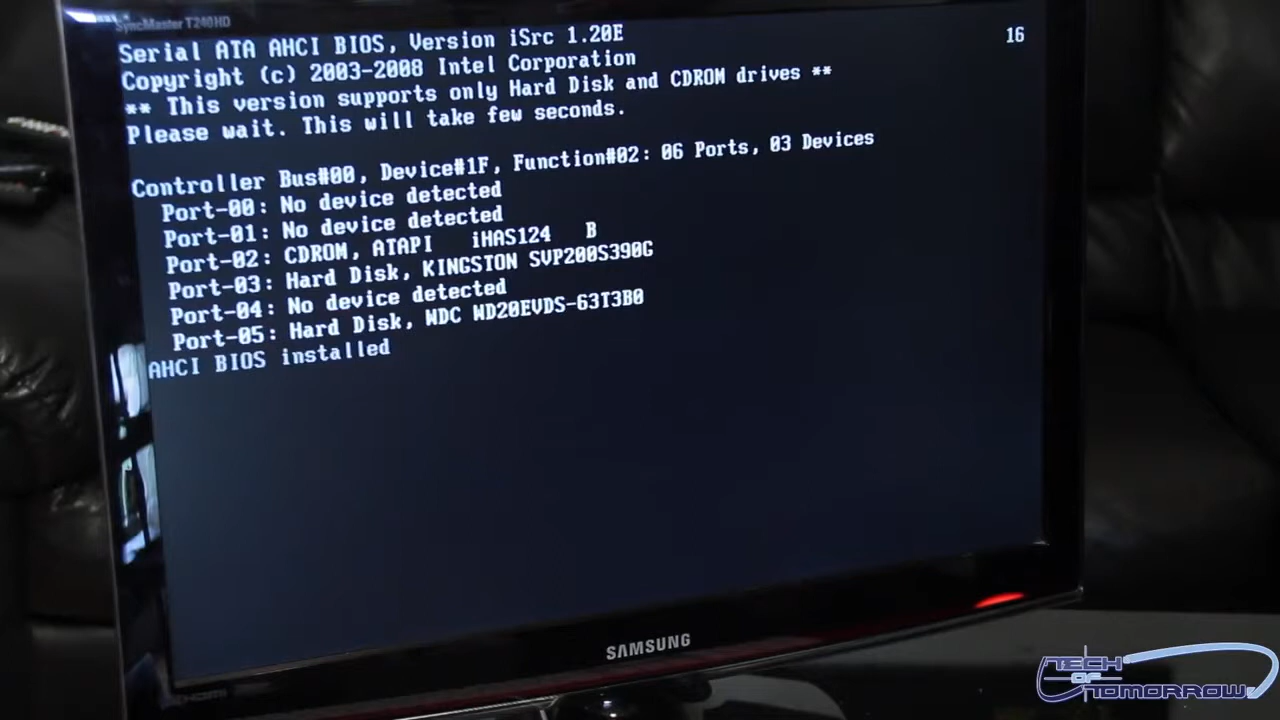 SyncMaster T240HD
Serial ATA AHCI BIOS, Version iSrc 1.20E
16
Copyright (c) 2003-2008 Intel Corporation
** This version supports only Hard Disk and CDROM drives **
Please wait. This will take few seconds.
Controller Bus#00, Device#1F, Function#02: 06 Ports, 03 Devices
Port-00: No device detected
Port-01: No device detected
Port-02: CDROM, ATAPI iHAS124 B
Port-03: Hard Disk, KINGSTON SVP200S390G
Port-04: No device detected
Port-05: Hard Disk, WDC WD20EVDS-63T3B0
AHCI BIOS installed
SAMSUNG
TECH
OF
TOMORROW